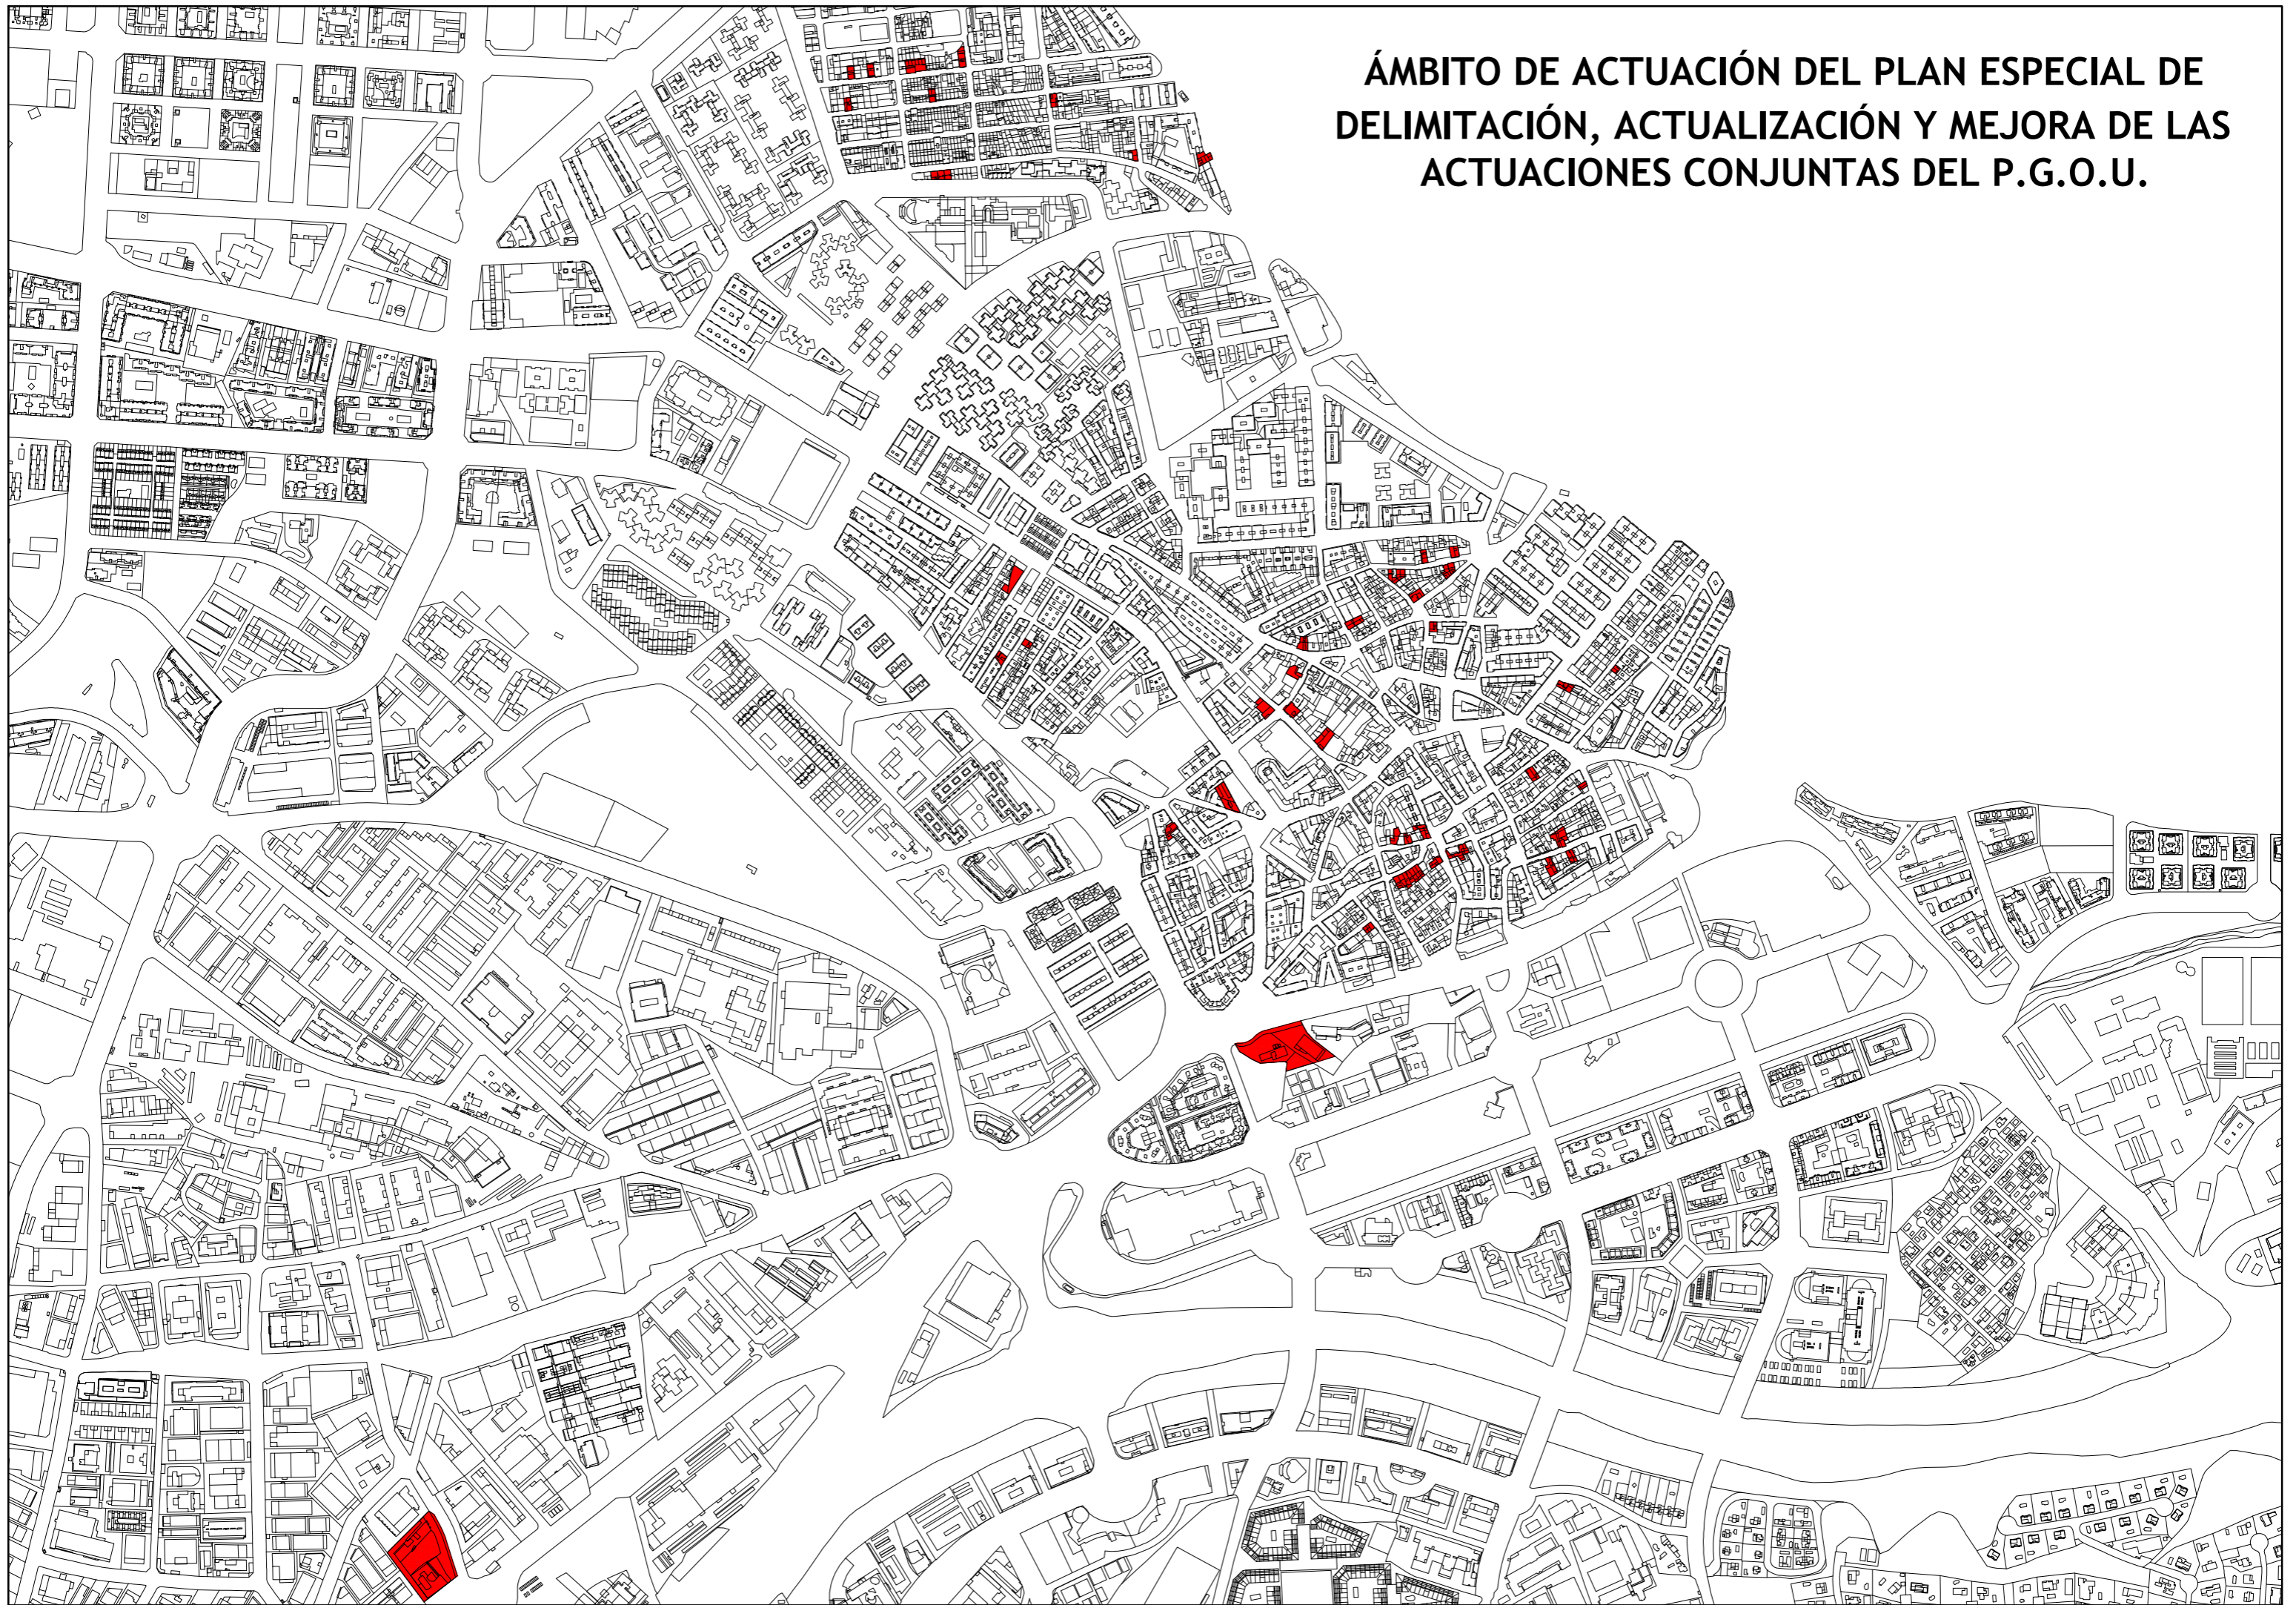 ÁMBITO DE ACTUACIÓN DEL PLAN ESPECIAL DE
DELIMITACIÓN, ACTUALIZACIÓN Y MEJORA DE LAS
ACTUACIONES CONJUNTAS DEL P.G.O.U.